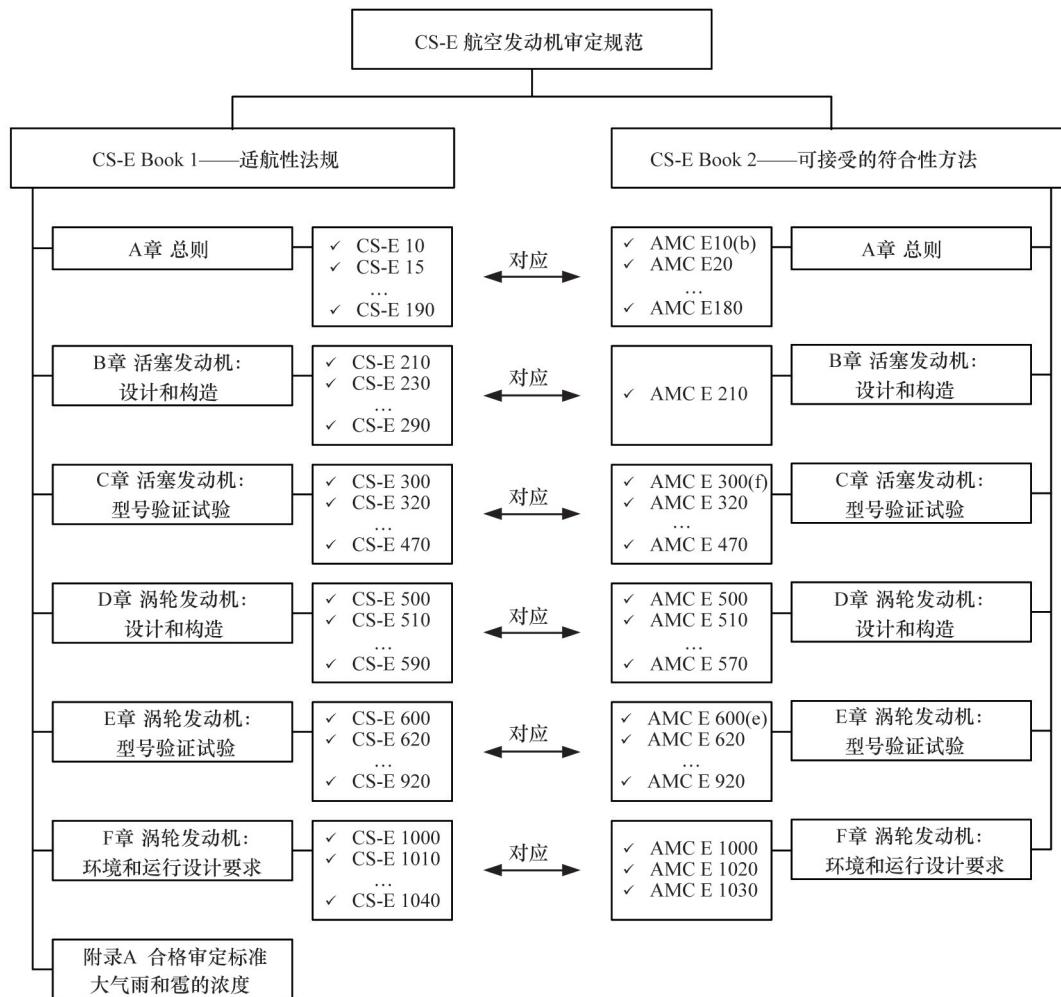 CS-E 航空发动机审定规范
CS-E Book 1——适航性法规
CS-E Book 2——可接受的符合性方法
A章 总则
✓ CS-E 10
✓ CS-E 15
…
✓ CS-E 190
对应
✓ AMC E10(b)
✓ AMC E20
…
✓ AMC E180
A章 总则
B章 活塞发动机：
设计和构造
✓ CS-E 210
✓ CS-E 230
…
✓ CS-E 290
对应
✓ AMC E 210
B章 活塞发动机：
设计和构造
C章 活塞发动机：
型号验证试验
✓ CS-E 300
✓ CS-E 320
…
✓ CS-E 470
对应
✓ AMC E 300(f)
✓ AMC E 320
…
✓ AMC E 470
C章 活塞发动机：
型号验证试验
D章 涡轮发动机：
设计和构造
✓ CS-E 500
✓ CS-E 510
…
✓ CS-E 590
对应
✓ AMC E 500
✓ AMC E 510
…
✓ AMC E 570
D章 涡轮发动机：
设计和构造
E章 涡轮发动机：
型号验证试验
✓ CS-E 600
✓ CS-E 620
…
✓ CS-E 920
对应
✓ AMC E 600(e)
✓ AMC E 620
…
✓ AMC E 920
E章 涡轮发动机：
型号验证试验
F章 涡轮发动机：
环境和运行设计要求
✓ CS-E 1000
✓ CS-E 1010
…
✓ CS-E 1040
对应
✓ AMC E 1000
✓ AMC E 1020
✓ AMC E 1030
F章 涡轮发动机：
环境和运行设计要求
附录A 合格审定标准
大气雨和雹的浓度